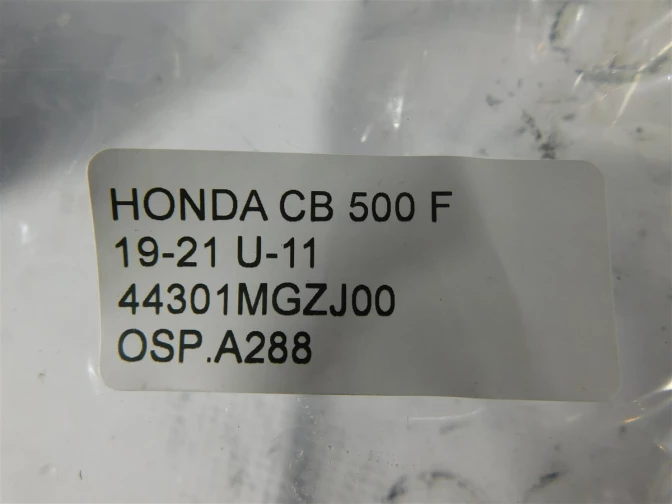 HONDA CB 500 F
19-21 U-11
44301MGZJ00
OSP.A288